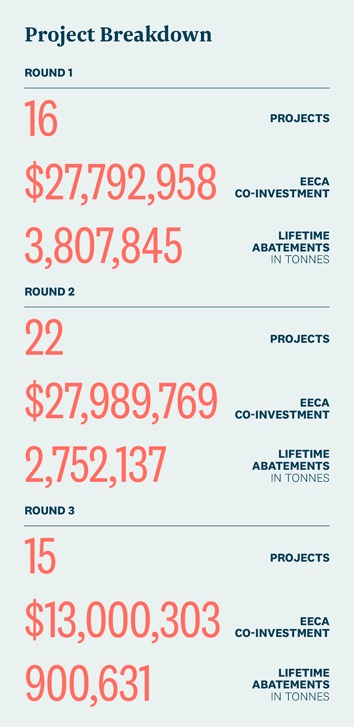 Project Breakdown
ROUND 1
16
PROJECTS
$27,792,958
EECA
CO-INVESTMENT
3,807,845
LIFETIME
ABATEMENTS
IN TONNES
ROUND 2
22
PROJECTS
$27,989,769
EECA
CO-INVESTMENT
2,752,137
LIFETIME
ABATEMENTS
IN TONNES
ROUND 3
15
PROJECTS
$13,000,303
EECA
CO-INVESTMENT
900,631
LIFETIME
ABATEMENTS
IN TONNES